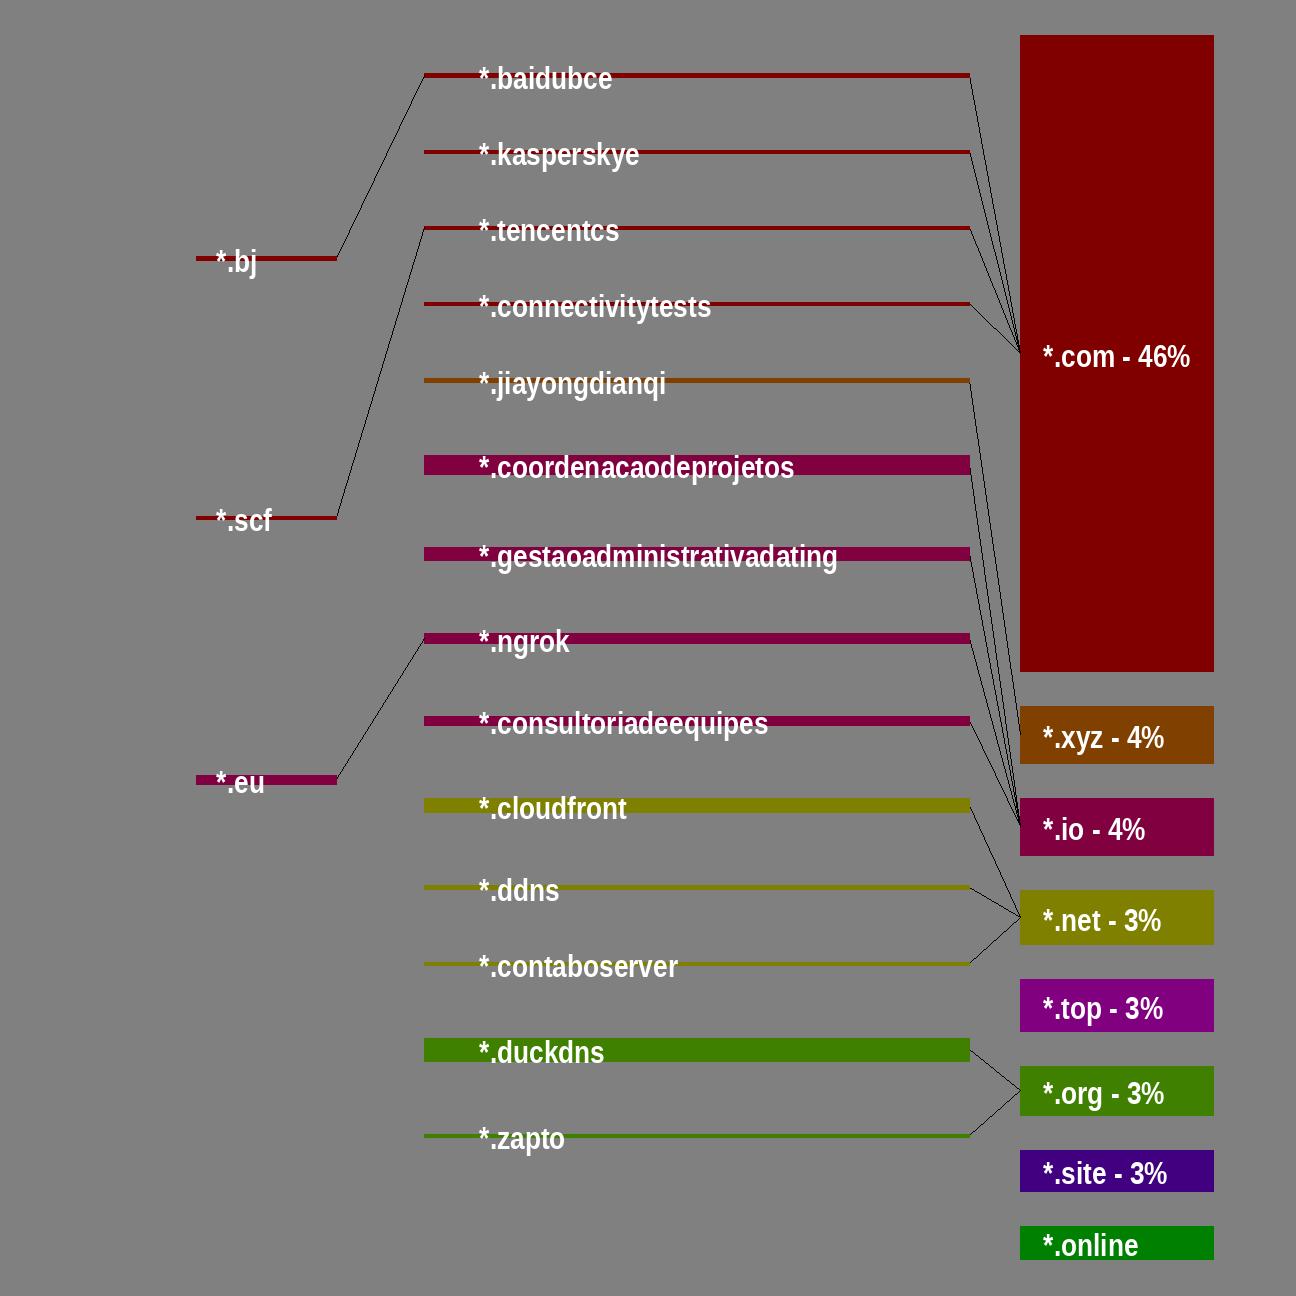 *.baidubce
*.kasperskye
*.tencentcs
*.bj
*.connectivitytests
*.com - 46%
*.jiayongdianqi
*.coordenacaodeprojetos
*.scf
*.gestaoadministrativadating
*.ngrok
*.consultoriadeequipes
*.xyz - 4%
*.eu
*.cloudfront
*.io - 4%
*.ddns
*.net - 3%
*.contaboserver
*.top - 3%
*.duckdns
*.org - 3%
*.zapto
*.site - 3%
*.online